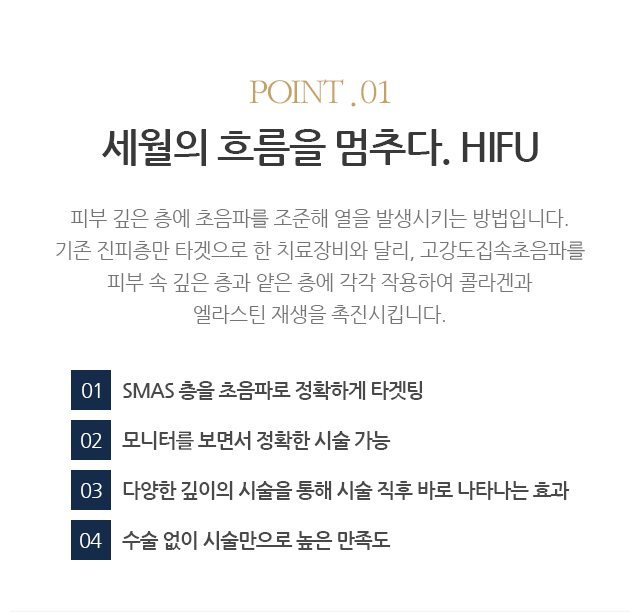 POINT . 01
세월의 흐름을 멈추다. HIFU
피부 깊은 층에 초음파를 조준해 열을 발생시키는 방법입니다.
기존 진피층만 타겟으로 한 치료장비와 달리, 고강도집속초음파를
피부 속 깊은 층과 얕은 층에 각각 작용하여 콜라겐과
엘라스틴 재생을 촉진시킵니다.
01 SMAS 층을 초음파로 정확하게 타겟팅
02 모니터를 보면서 정확한 시술 가능
03 다양한 깊이의 시술을 통해 시술 직후 바로 나타나는 효과
04 수술 없이 시술만으로 높은 만족도